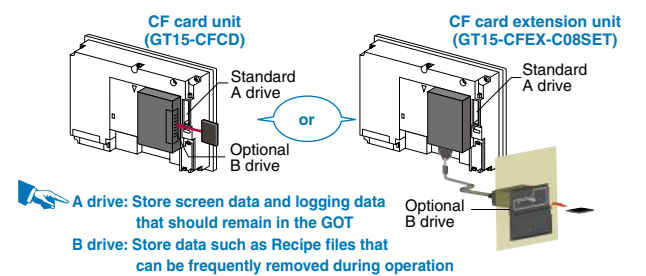 CF card unit
(GT15-CFCD)
Standard
A drive
Optional
B drive
or
CF card extension unit
(GT15-CFEX-C08SET)
Standard
A drive
Optional
B drive
A drive: Store screen data and logging data
that should remain in the GOT
B drive: Store data such as Recipe files that
can be frequently removed during operation